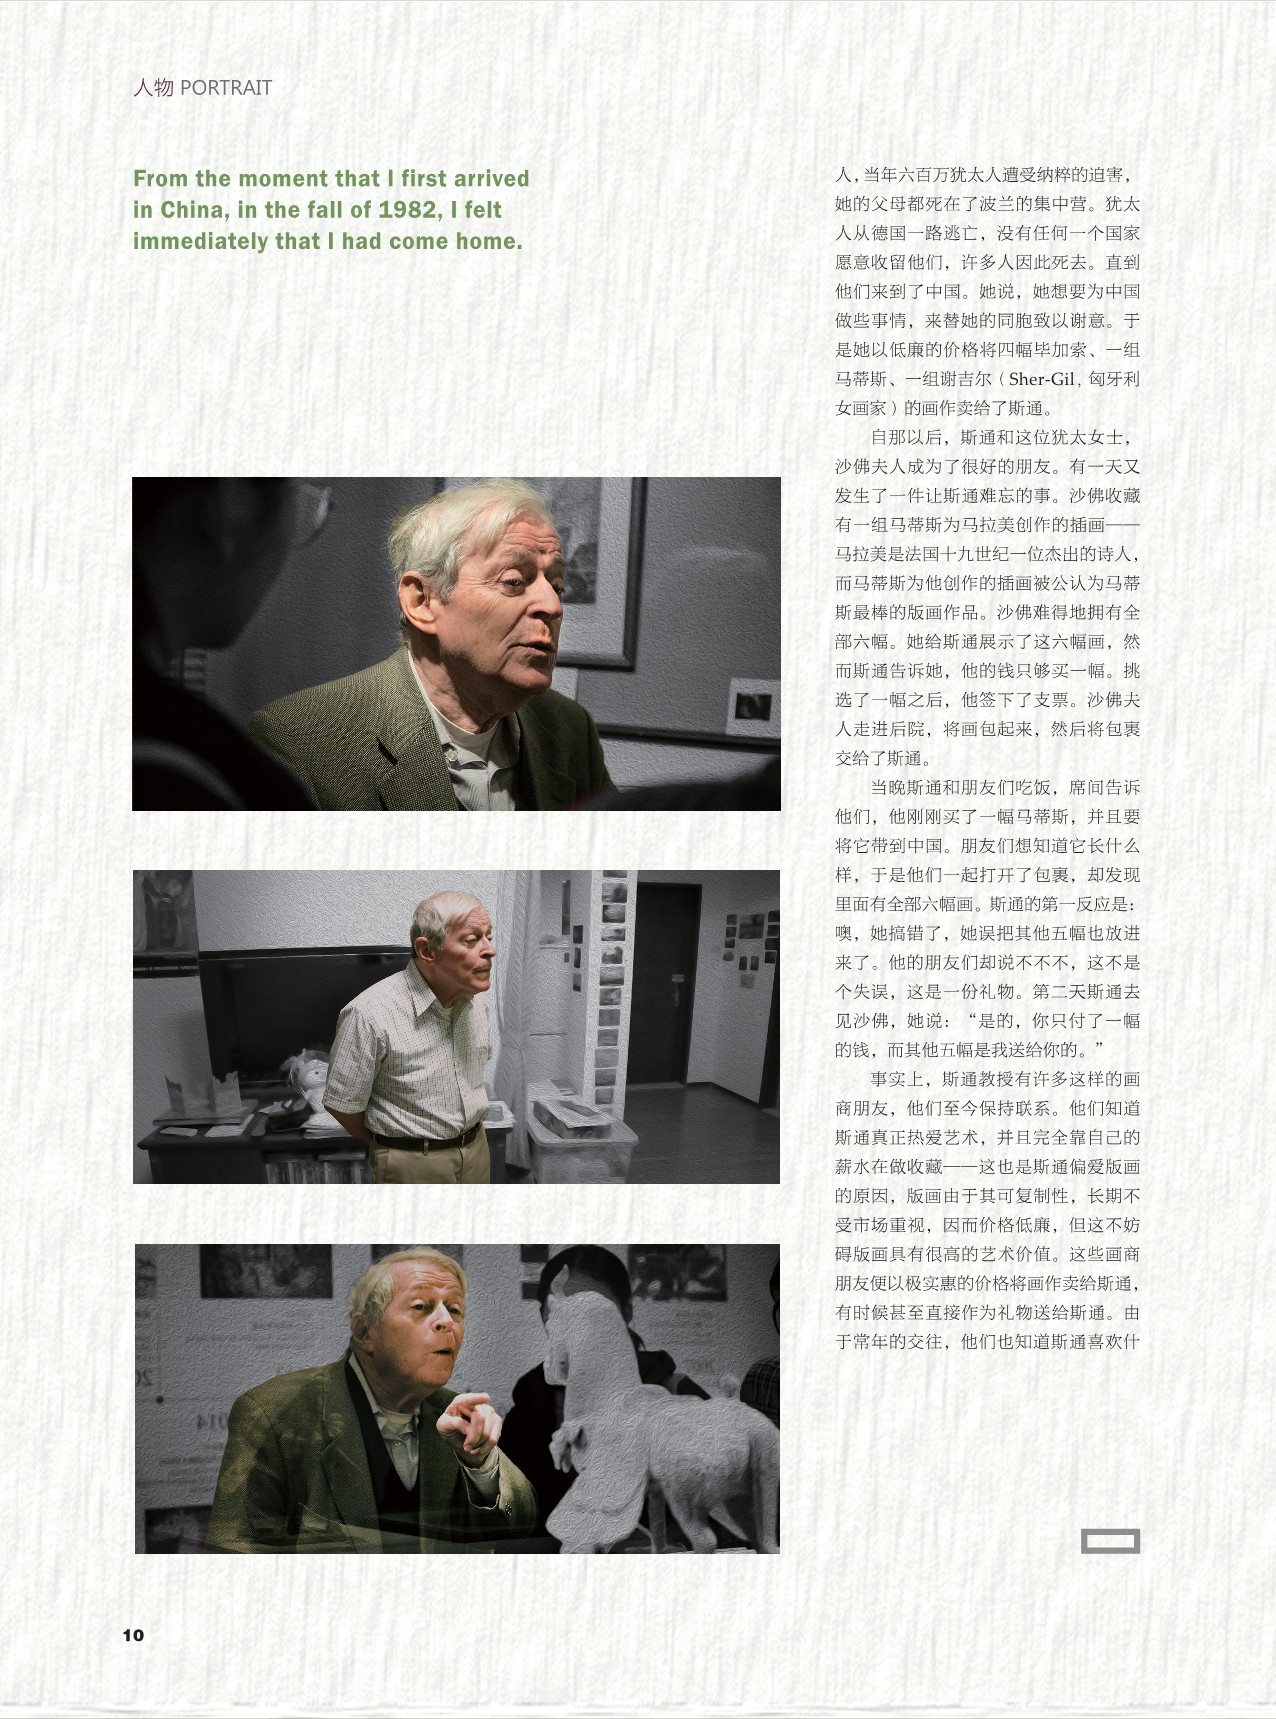 人物 PORTRAIT
From the moment that I first arrived
in China, in the fall of 1982, I felt
immediately that I had come home.
人，当年六百万犹太人遭受纳粹的迫害，
她的父母都死在了波兰的集中营。犹太
人从德国一路逃亡，没有任何一个国家
愿意收留他们，许多人因此死去。直到
他们来到了中国。她说，她想要为中国
做些事情，来替她的同胞致以谢意。于
是她以低廉的价格将四幅毕加索、一组
马蒂斯、一组谢吉尔（Sher-Gil，匈牙利
女画家）的画作卖给了斯通。
自那以后，斯通和这位犹太女士，
沙佛夫人成为了很好的朋友。有一天又
发生了一件让斯通难忘的事。沙佛收藏
有一组马蒂斯为马拉美创作的插画——
马拉美是法国十九世纪一位杰出的诗人，
而马蒂斯为他创作的插画被公认为马蒂
斯最棒的版画作品。沙佛难得地拥有全
部六幅。她给斯通展示了这六幅画，然
而斯通告诉她，他的钱只够买一幅。挑
选了一幅之后，他签下了支票。沙佛夫
人走进后院，将画包起来，然后将包裹
交给了斯通。
当晚斯通和朋友们吃饭，席间告诉
他们，他刚刚买了一幅马蒂斯，并且要
将它带到中国。朋友们想知道它长什么
样，于是他们一起打开了包裹，却发现
里面有全部六幅画。斯通的第一反应是：
噢，她搞错了，她误把其他五幅也放进
来了。他的朋友们却说不不不，这不是
个失误，这是一份礼物。第二天斯通去
见沙佛，她说：“是的，你只付了一幅
的钱，而其他五幅是我送给你的。”
事实上，斯通教授有许多这样的画
商朋友，他们至今保持联系。他们知道
斯通真正热爱艺术，并且完全靠自己的
薪水在做收藏——这也是斯通偏爱版画
的原因，版画由于其可复制性，长期不
受市场重视，因而价格低廉，但这不妨
碍版画具有很高的艺术价值。这些画商
朋友便以极实惠的价格将画作卖给斯通，
有时候甚至直接作为礼物送给斯通。由
于常年的交往，他们也知道斯通喜欢什
10